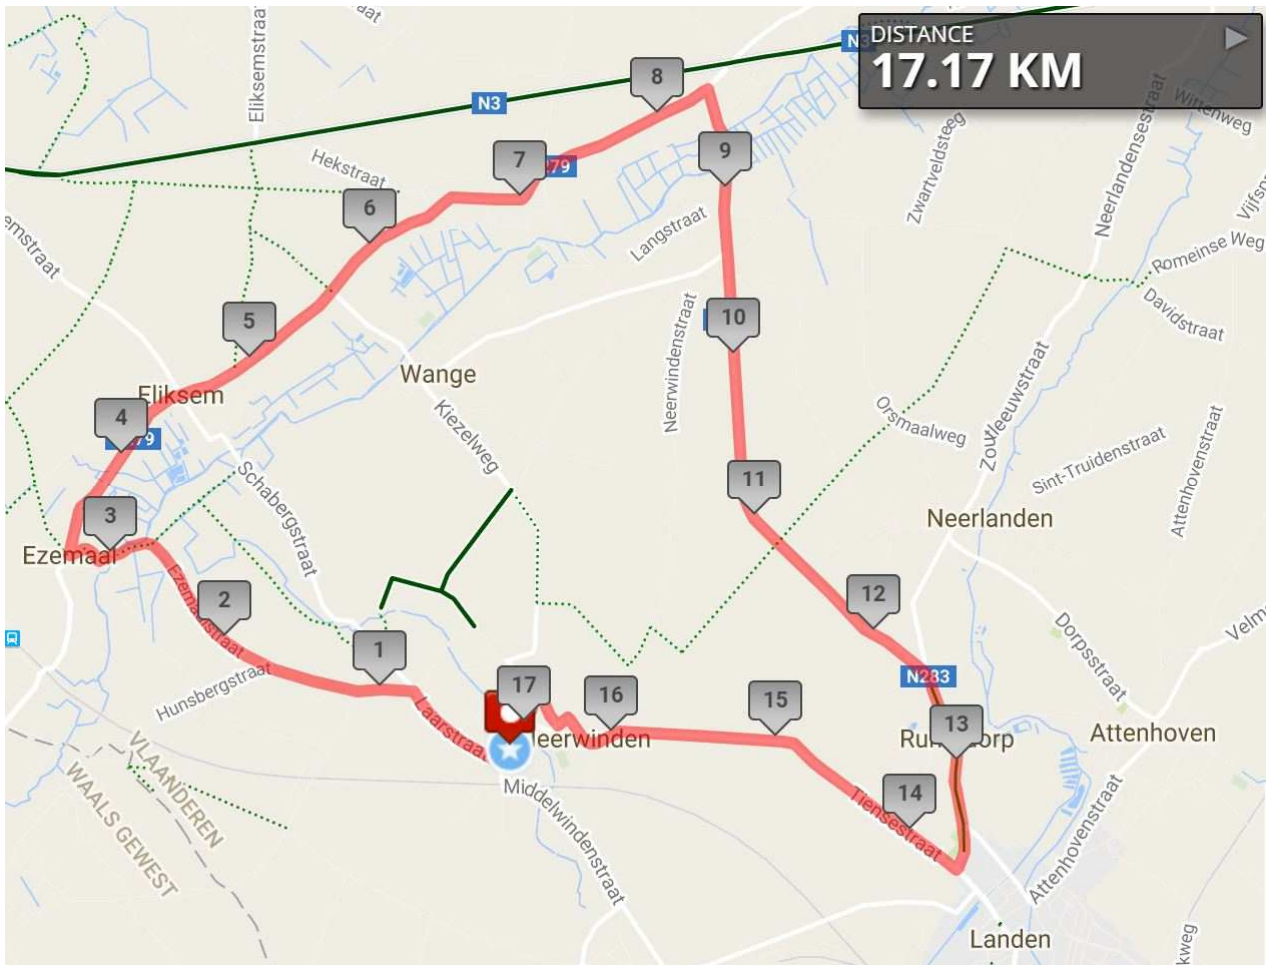 DISTANCE
17.17 KM
N3
N3
Eliksemstraat
Wittenweg
8
Neerlandensestraat
Zwartveldsteeg
Hekstraat
7
79
9
6
Langstraat
Romeinse Weg
emstraat
Davidstraat
5
10
Neerwindenstraat
Wange
Eliksem
Zoutleeuwstraat
4
79
Kiezelweg
Orsmaalweg
Sint-Truidenstraat
Attenhovenstraat
11
Schabergstraat
3
Neerlanden
Ezemaal
2
12
Dorpsstraat
1
N283
Hunsbergstraat
17
16
15
Laarstraa
13
Attenhoven
VLAANDEREN
WAALS GEWEST
Middelwindenstraat
14
Tiensestraat
Attenhovenstraat
Landen
kweg